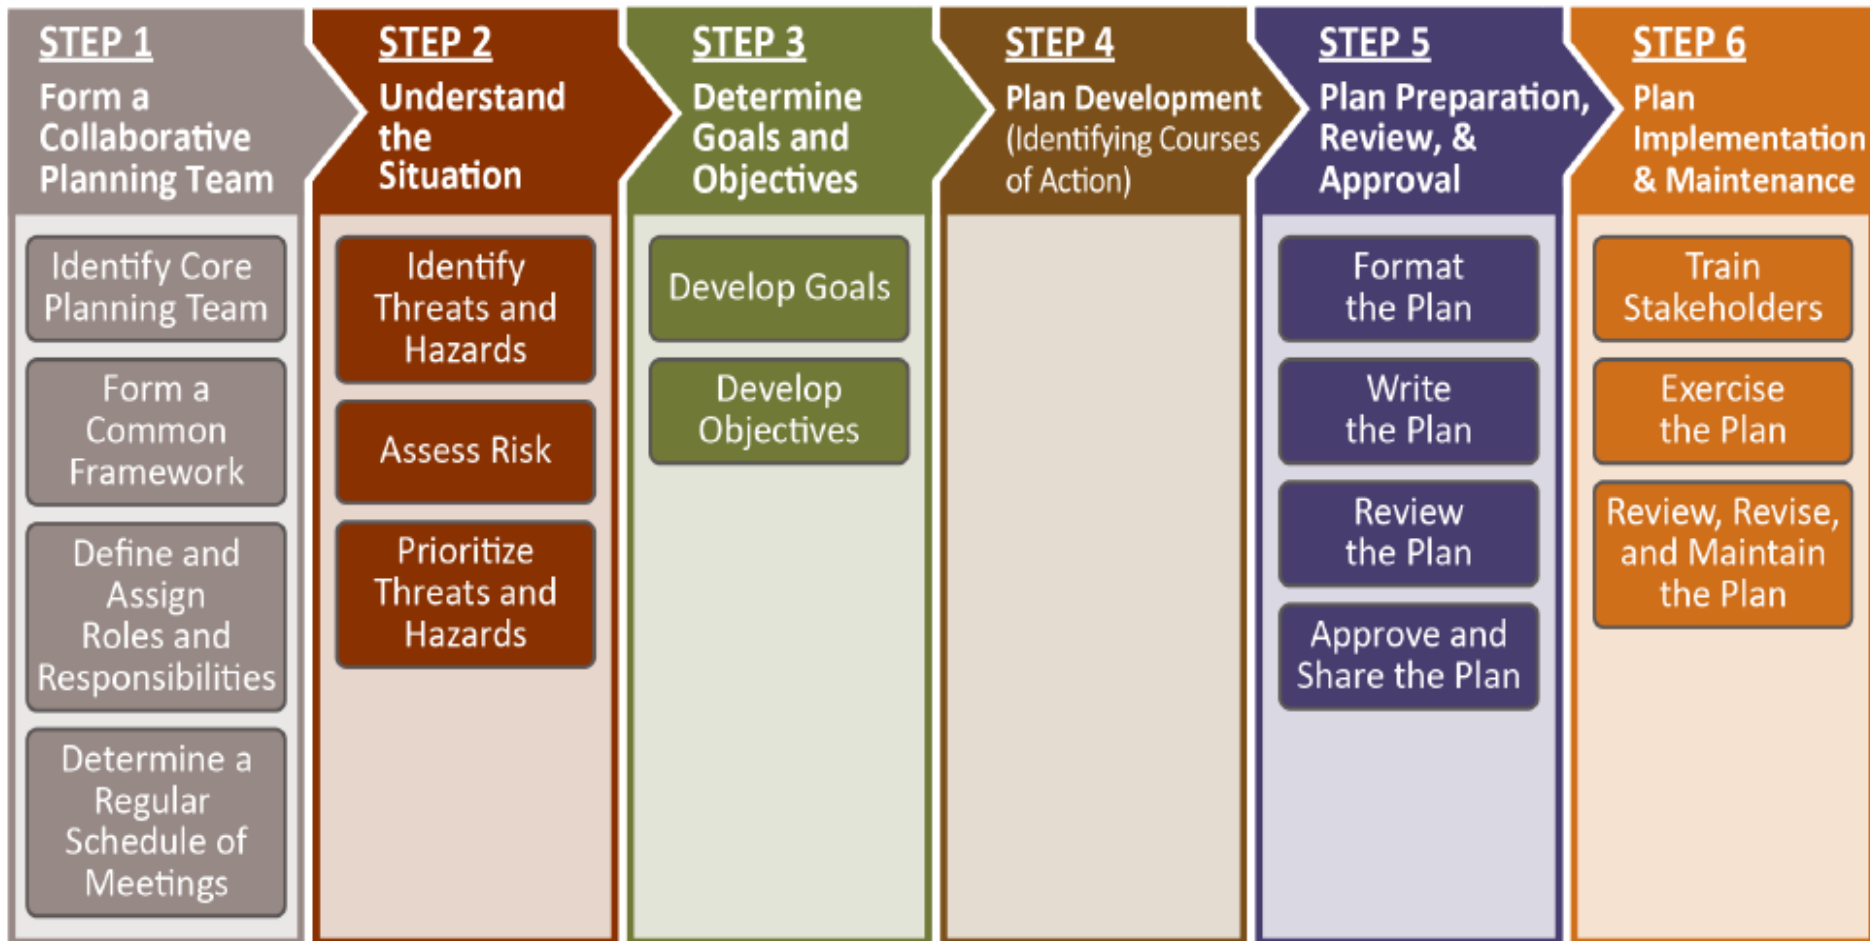 STEP 1
Form a
Collaborative
Planning Team
Identify Core
Planning Team
Form a
Common
Framework
Define and
Assign
Roles and
Responsibilities
Determine a
Regular
Schedule of
Meetings
STEP 2
Understand
the
Situation
Identify
Threats and
Hazards
Assess Risk
Prioritize
Threats and
Hazards
STEP 3
Determine
Goals and
Objectives
Develop Goals
Develop
Objectives
STEP 4
Plan Development
(Identifying Courses
of Action)
STEP 5
Plan Preparation,
Review, &
Approval
Format
the Plan
Write
the Plan
Review
the Plan
Approve and
Share the Plan
STEP 6
Plan
Implementation
& Maintenance
Train
Stakeholders
Exercise
the Plan
Review, Revise,
and Maintain
the Plan